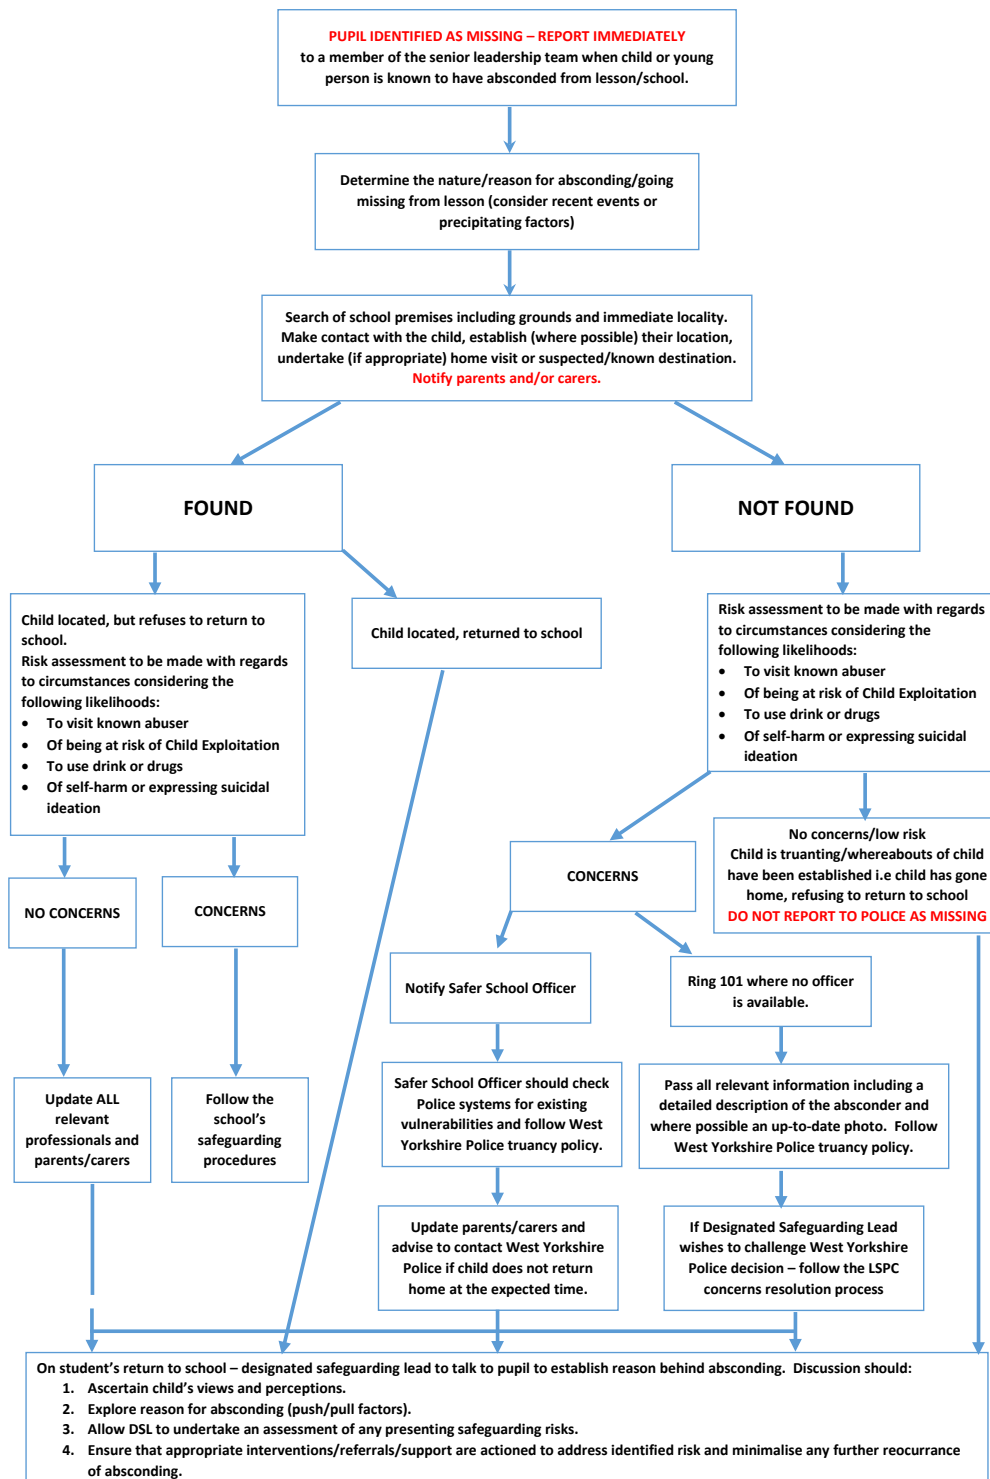 PUPIL IDENTIFIED AS MISSING – REPORT IMMEDIATELY
to a member of the senior leadership team when child or young
person is known to have absconded from lesson/school.
Determine the nature/reason for absconding/going
missing from lesson (consider recent events or
precipitating factors)
Search of school premises including grounds and immediate locality.
Make contact with the child, establish (where possible) their location,
undertake (if appropriate) home visit or suspected/known destination.
Notify parents and/or carers.
FOUND
NOT FOUND
Child located, but refuses to return to
school.
Risk assessment to be made with regards
to circumstances considering the
following likelihoods:
• To visit known abuser
• Of being at risk of Child Exploitation
• To use drink or drugs
• Of self-harm or expressing suicidal
ideation
Child located, returned to school
Risk assessment to be made with regards
to circumstances considering the
following likelihoods:
• To visit known abuser
• Of being at risk of Child Exploitation
• To use drink or drugs
• Of self-harm or expressing suicidal
ideation
NO CONCERNS
CONCERNS
CONCERNS
No concerns/low risk
Child is truanting/whereabouts of child
have been established i.e child has gone
home, refusing to return to school
DO NOT REPORT TO POLICE AS MISSING
Notify Safer School Officer
Ring 101 where no officer
is available.
Update ALL
relevant
professionals and
parents/carers
Follow the
school's
safeguarding
procedures
Safer School Officer should check
Police systems for existing
vulnerabilities and follow West
Yorkshire Police truancy policy.
Pass all relevant information including a
detailed description of the absconder and
where possible an up-to-date photo. Follow
West Yorkshire Police truancy policy.
Update parents/carers and
advise to contact West Yorkshire
Police if child does not return
home at the expected time.
If Designated Safeguarding Lead
wishes to challenge West Yorkshire
Police decision – follow the LSPC
concerns resolution process
On student's return to school – designated safeguarding lead to talk to pupil to establish reason behind absconding. Discussion should:
1. Ascertain child's views and perceptions.
2. Explore reason for absconding (push/pull factors).
3. Allow DSL to undertake an assessment of any presenting safeguarding risks.
4. Ensure that appropriate interventions/referrals/support are actioned to address identified risk and minimalise any further reocurrance
of absconding.